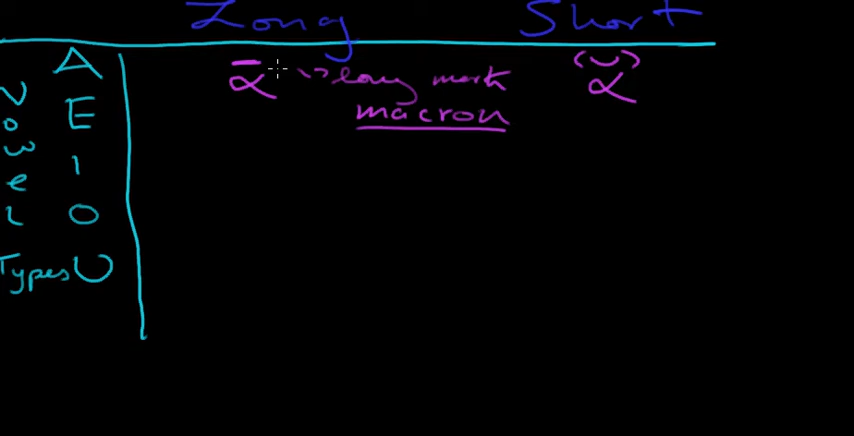 Long Short
A ᾱ → long mark (˘) α
macron
E
I
O
Vowel Types U